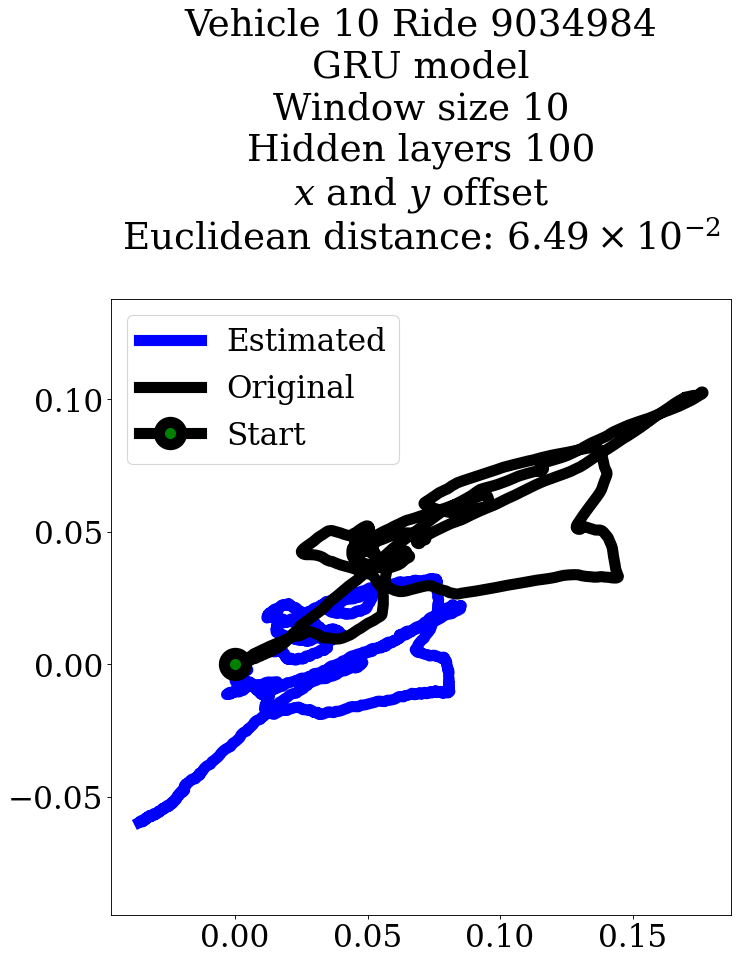 Vehicle 10 Ride 9034984
GRU model
Window size 10
Hidden layers 100
x and y offset
Euclidean distance: 6.49 × 10⁻²
Estimated
Original
Start
0.10
0.05
0.00
−0.05
0.00 0.05 0.10 0.15